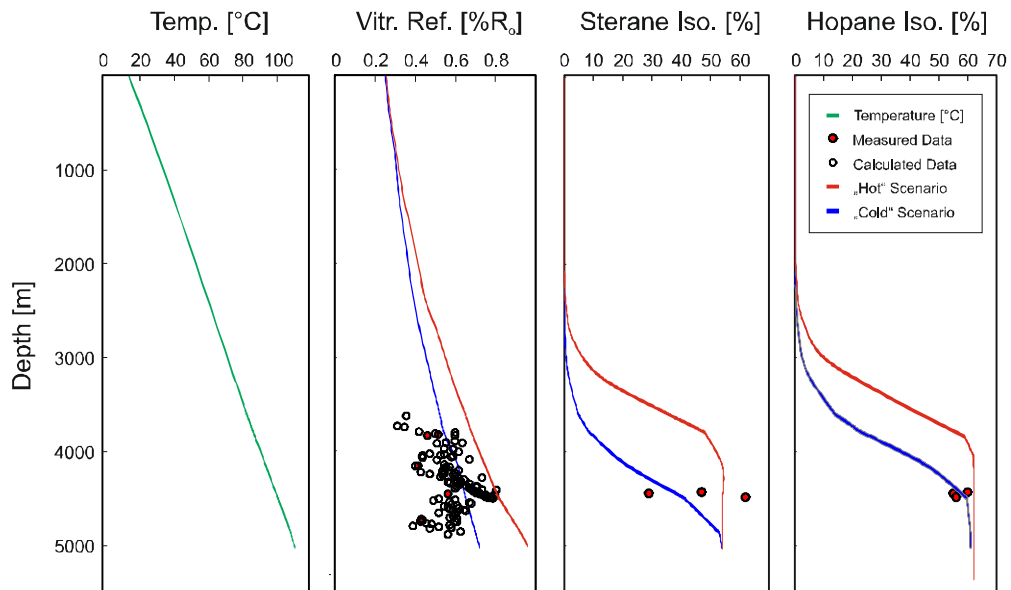 Temp. [°C]
Vitr. Ref. [%R₀]
Sterane Iso. [%]
Hopane Iso. [%]
0 20 40 60 80 100
0.2 0.4 0.6 0.8
0 10 20 30 40 50 60
0 10 20 30 40 50 60 70
Depth [m]
1000
2000
3000
4000
5000
Temperature [°C]
Measured Data
Calculated Data
„Hot“ Scenario
„Cold“ Scenario